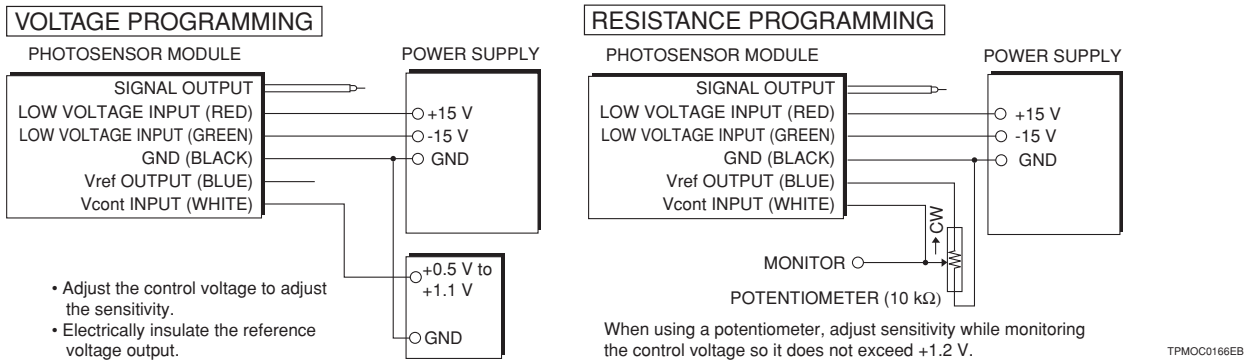 VOLTAGE PROGRAMMING
PHOTOSENSOR MODULE
POWER SUPPLY
SIGNAL OUTPUT
LOW VOLTAGE INPUT (RED)
+15 V
LOW VOLTAGE INPUT (GREEN)
-15 V
GND (BLACK)
GND
Vref OUTPUT (BLUE)
Vcont INPUT (WHITE)
+0.5 V to
+1.1 V
GND
• Adjust the control voltage to adjust
the sensitivity.
• Electrically insulate the reference
voltage output.
RESISTANCE PROGRAMMING
PHOTOSENSOR MODULE
POWER SUPPLY
SIGNAL OUTPUT
LOW VOLTAGE INPUT (RED)
+15 V
LOW VOLTAGE INPUT (GREEN)
-15 V
GND (BLACK)
GND
Vref OUTPUT (BLUE)
Vcont INPUT (WHITE)
CW
MONITOR
POTENTIOMETER (10 kΩ)
When using a potentiometer, adjust sensitivity while monitoring
the control voltage so it does not exceed +1.2 V.
TPMOC0166EB